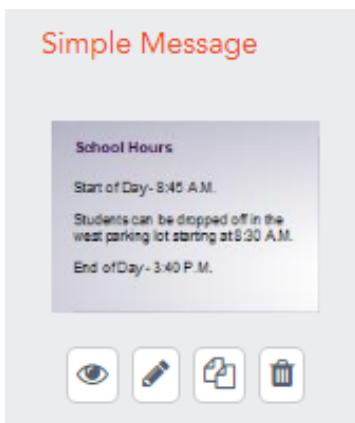 Simple Message
School Hours
Start of Day- 8:45 A.M.
Students can be dropped off in the
west parking lot starting at 8:30 A.M.
End of Day - 3:40 P.M.